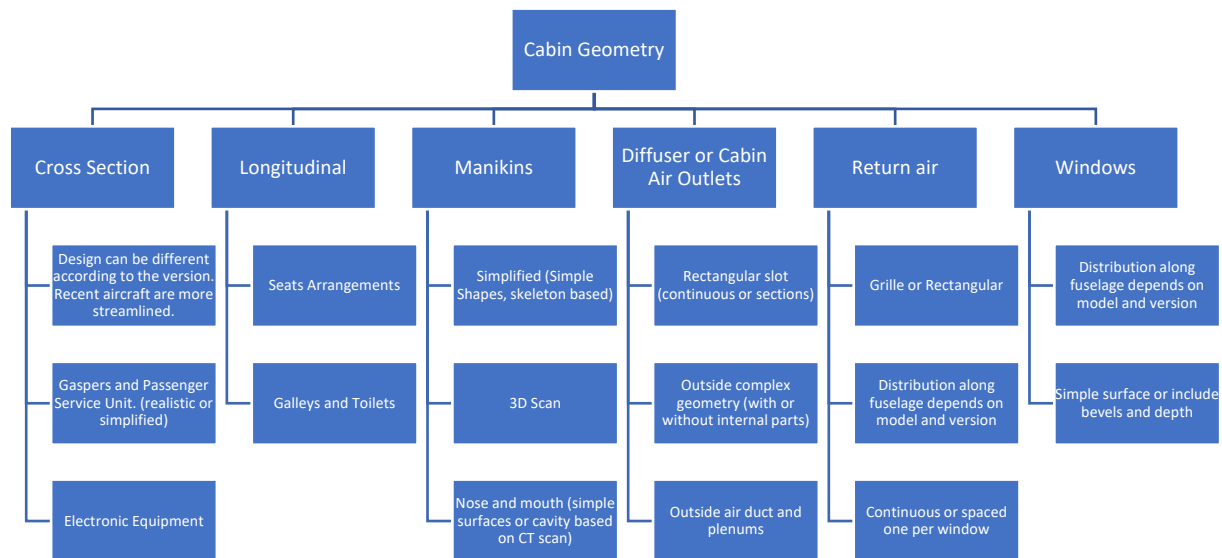 Cabin Geometry
Cross Section
Longitudinal
Manikins
Diffuser or Cabin
Air Outlets
Return air
Windows
Design can be different
according to the version.
Recent aircraft are more
streamlined.
Gaspers and Passenger
Service Unit. (realistic or
simplified)
Electronic Equipment
Seats Arrangements
Galleys and Toilets
Simplified (Simple
Shapes, skeleton based)
3D Scan
Nose and mouth (simple
surfaces or cavity based
on CT scan)
Rectangular slot
(continuous or sections)
Outside complex
geometry (with or
without internal parts)
Outside air duct and
plenums
Grille or Rectangular
Distribution along
fuselage depends on
model and version
Continuous or spaced
one per window
Distribution along
fuselage depends on
model and version
Simple surface or include
bevels and depth